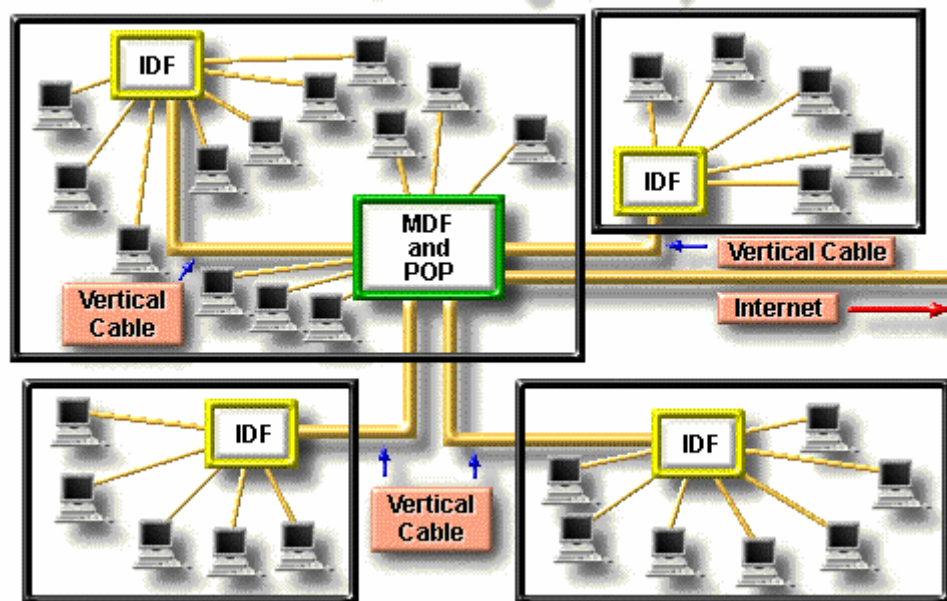 IDF
MDF
and
POP
Vertical
Cable
IDF
Vertical Cable
Internet
IDF
Vertical
Cable
IDF